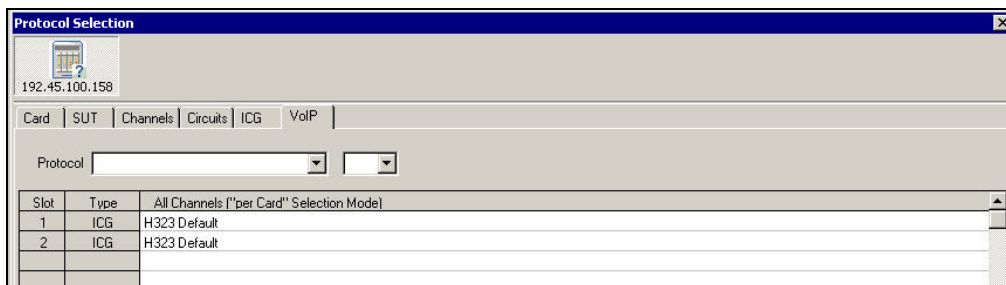 Protocol Selection
192.45.100.158
Card SUT Channels Circuits ICG VoIP
Protocol
Slot Type All Channels ("per Card" Selection Mode)
1 ICG H323 Default
2 ICG H323 Default